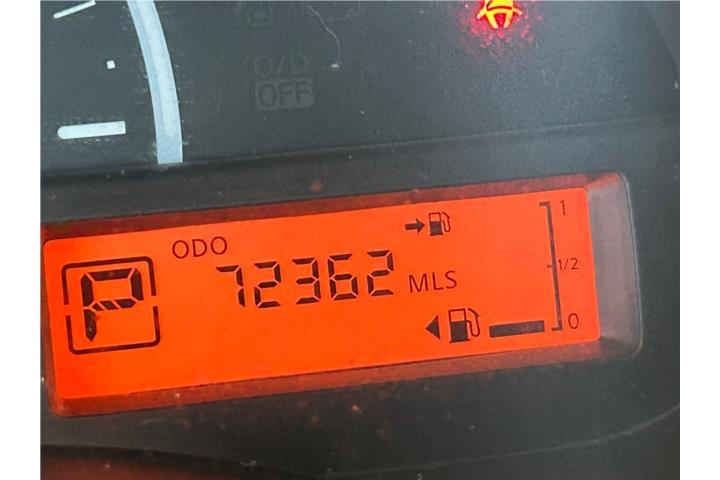 O/D
OFF
ODO
72362 MLS
P
1
1/2
0